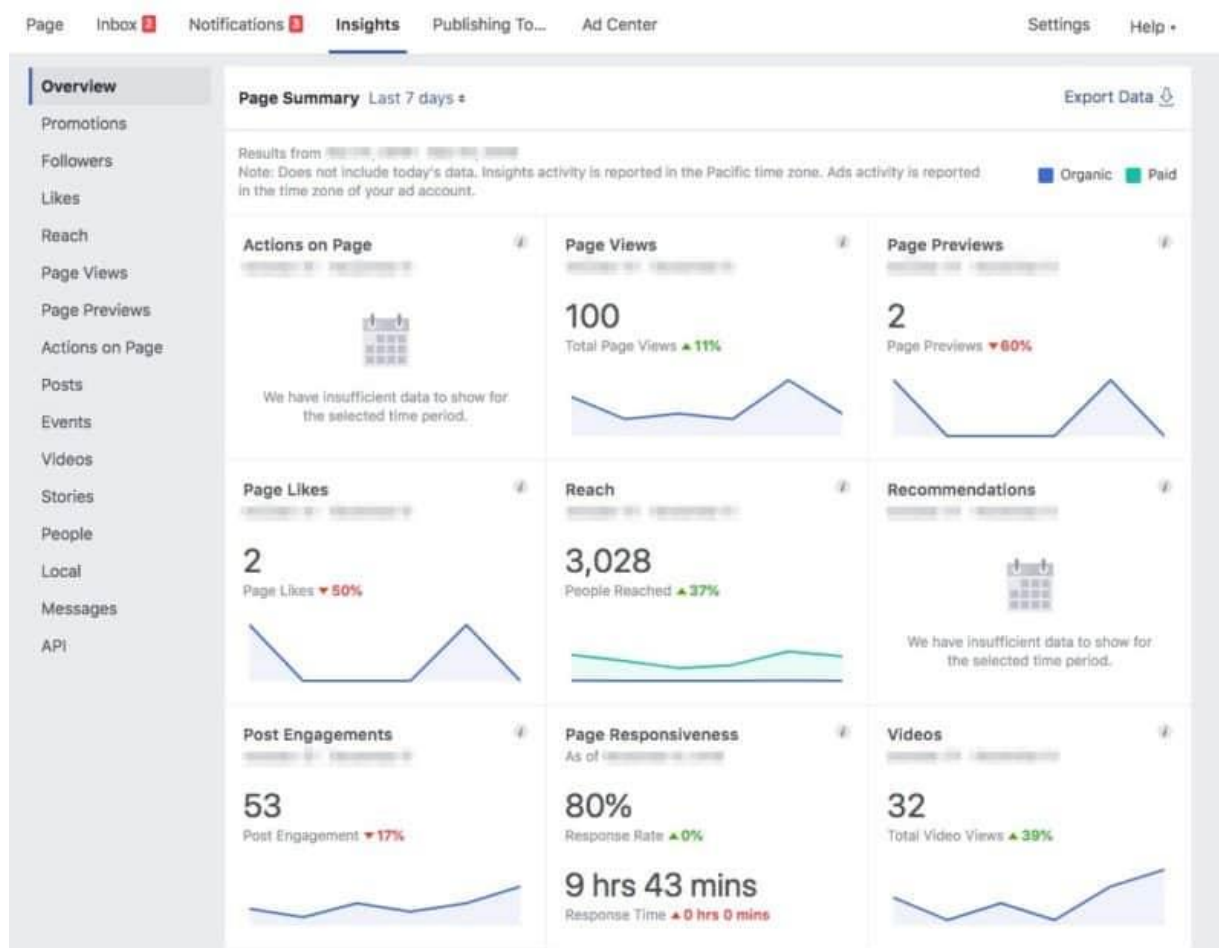 Page Inbox 2 Notifications 3 Insights Publishing To... Ad Center Settings Help
Overview
Promotions
Followers
Likes
Reach
Page Views
Page Previews
Actions on Page
Posts
Events
Videos
Stories
People
Local
Messages
API
Page Summary Last 7 days
Export Data
Results from
Note: Does not include today's data. Insights activity is reported in the Pacific time zone. Ads activity is reported
in the time zone of your ad account.
Organic Paid
Actions on Page
We have insufficient data to show for
the selected time period.
Page Views
100
Total Page Views ▲ 11%
Page Previews
2
Page Previews ▼ 60%
Page Likes
2
Page Likes ▼ 50%
Reach
3,028
People Reached ▲ 37%
Recommendations
We have insufficient data to show for
the selected time period.
Post Engagements
53
Post Engagement ▼ 17%
Page Responsiveness
As of
80%
Response Rate ▲ 0%
9 hrs 43 mins
Response Time ▲ 0 hrs 0 mins
Videos
32
Total Video Views ▲ 39%